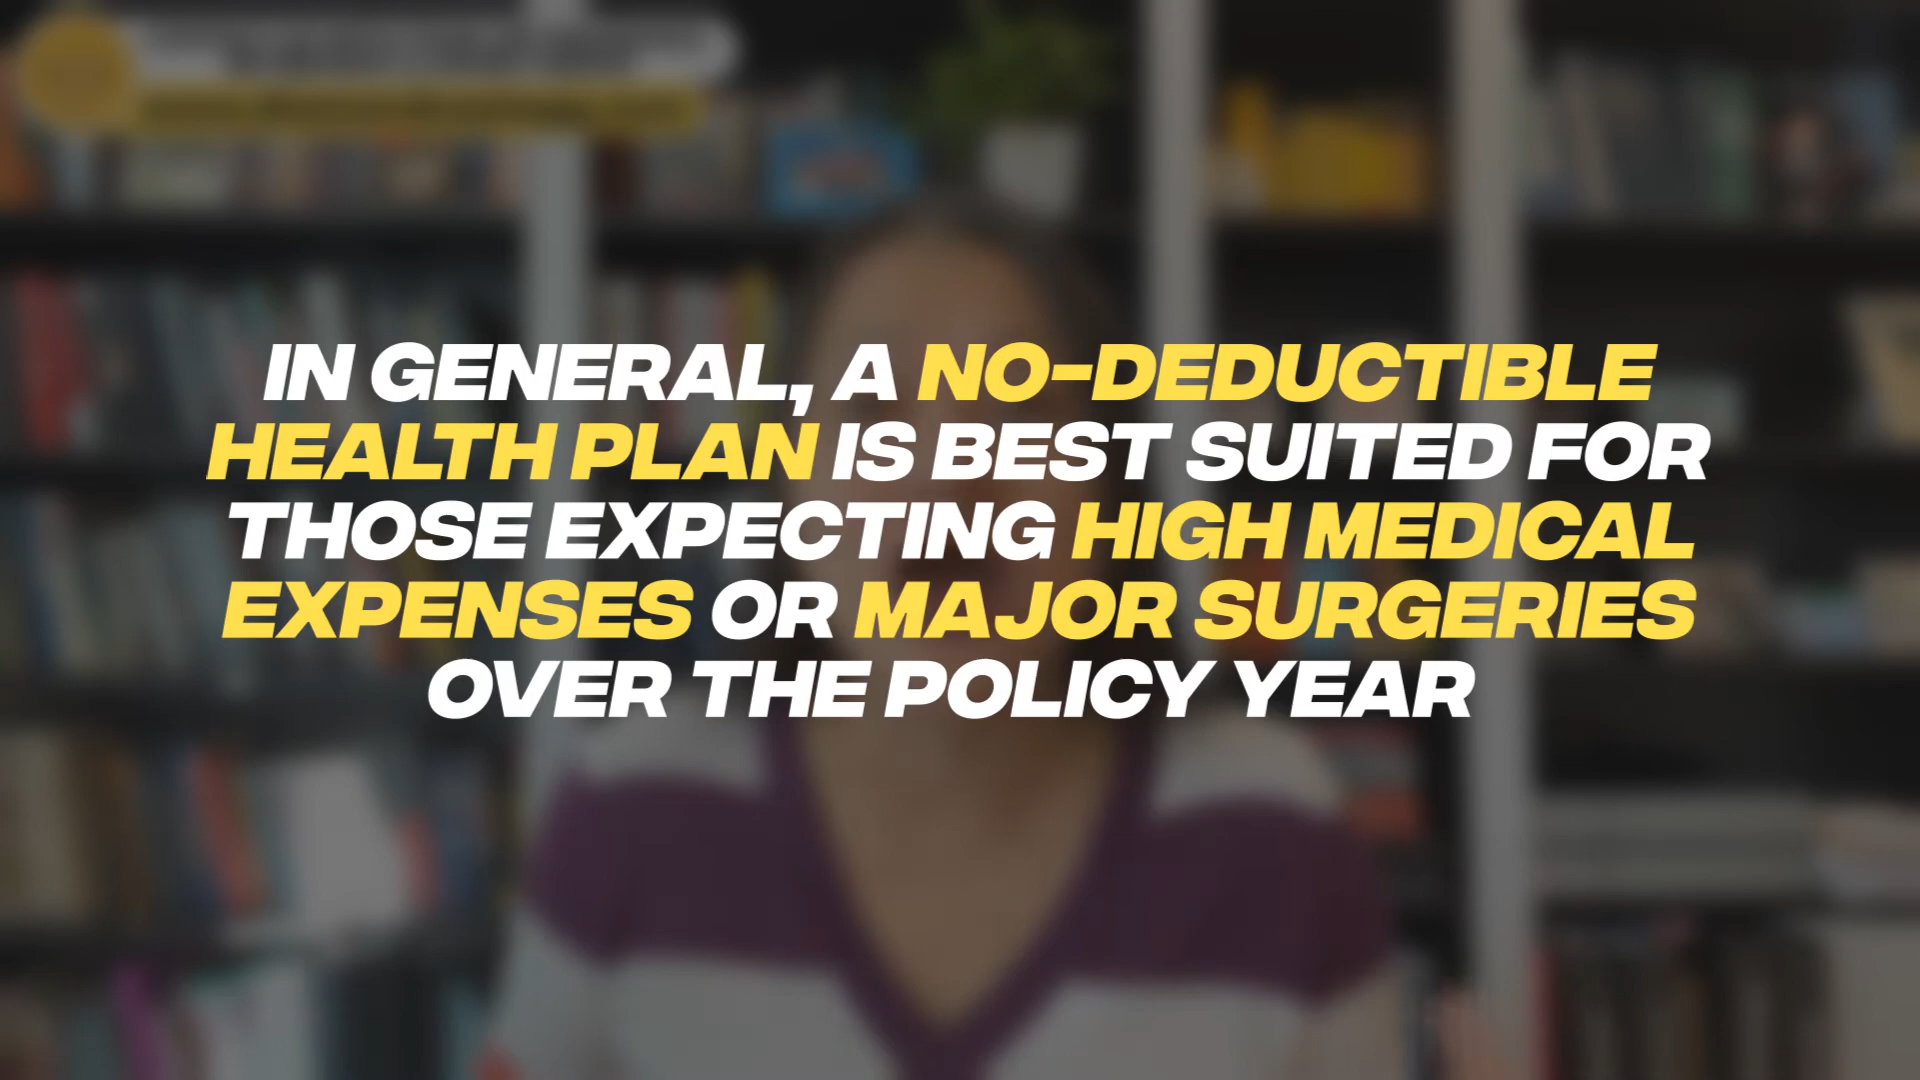 IN GENERAL, A NO-DEDUCTIBLE
HEALTH PLAN IS BEST SUITED FOR
THOSE EXPECTING HIGH MEDICAL
EXPENSES OR MAJOR SURGERIES
OVER THE POLICY YEAR